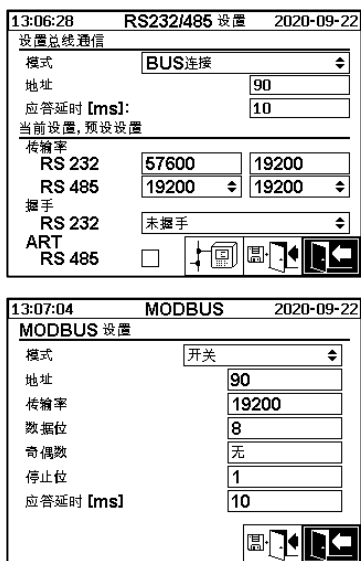 13:06:28 RS232/485 设置 2020-09-22
设置总线通信
模式 BUS连接
地址 90
应答延时 [ms]: 10
当前设置, 预设设置
传输率
RS 232 57600 19200
RS 485 19200 19200
握手
RS 232 未握手
ART
RS 485
13:07:04 MODBUS 2020-09-22
MODBUS 设置
模式 开关
地址 90
传输率 19200
数据位 8
奇偶数 无
停止位 1
应答延时 [ms] 10